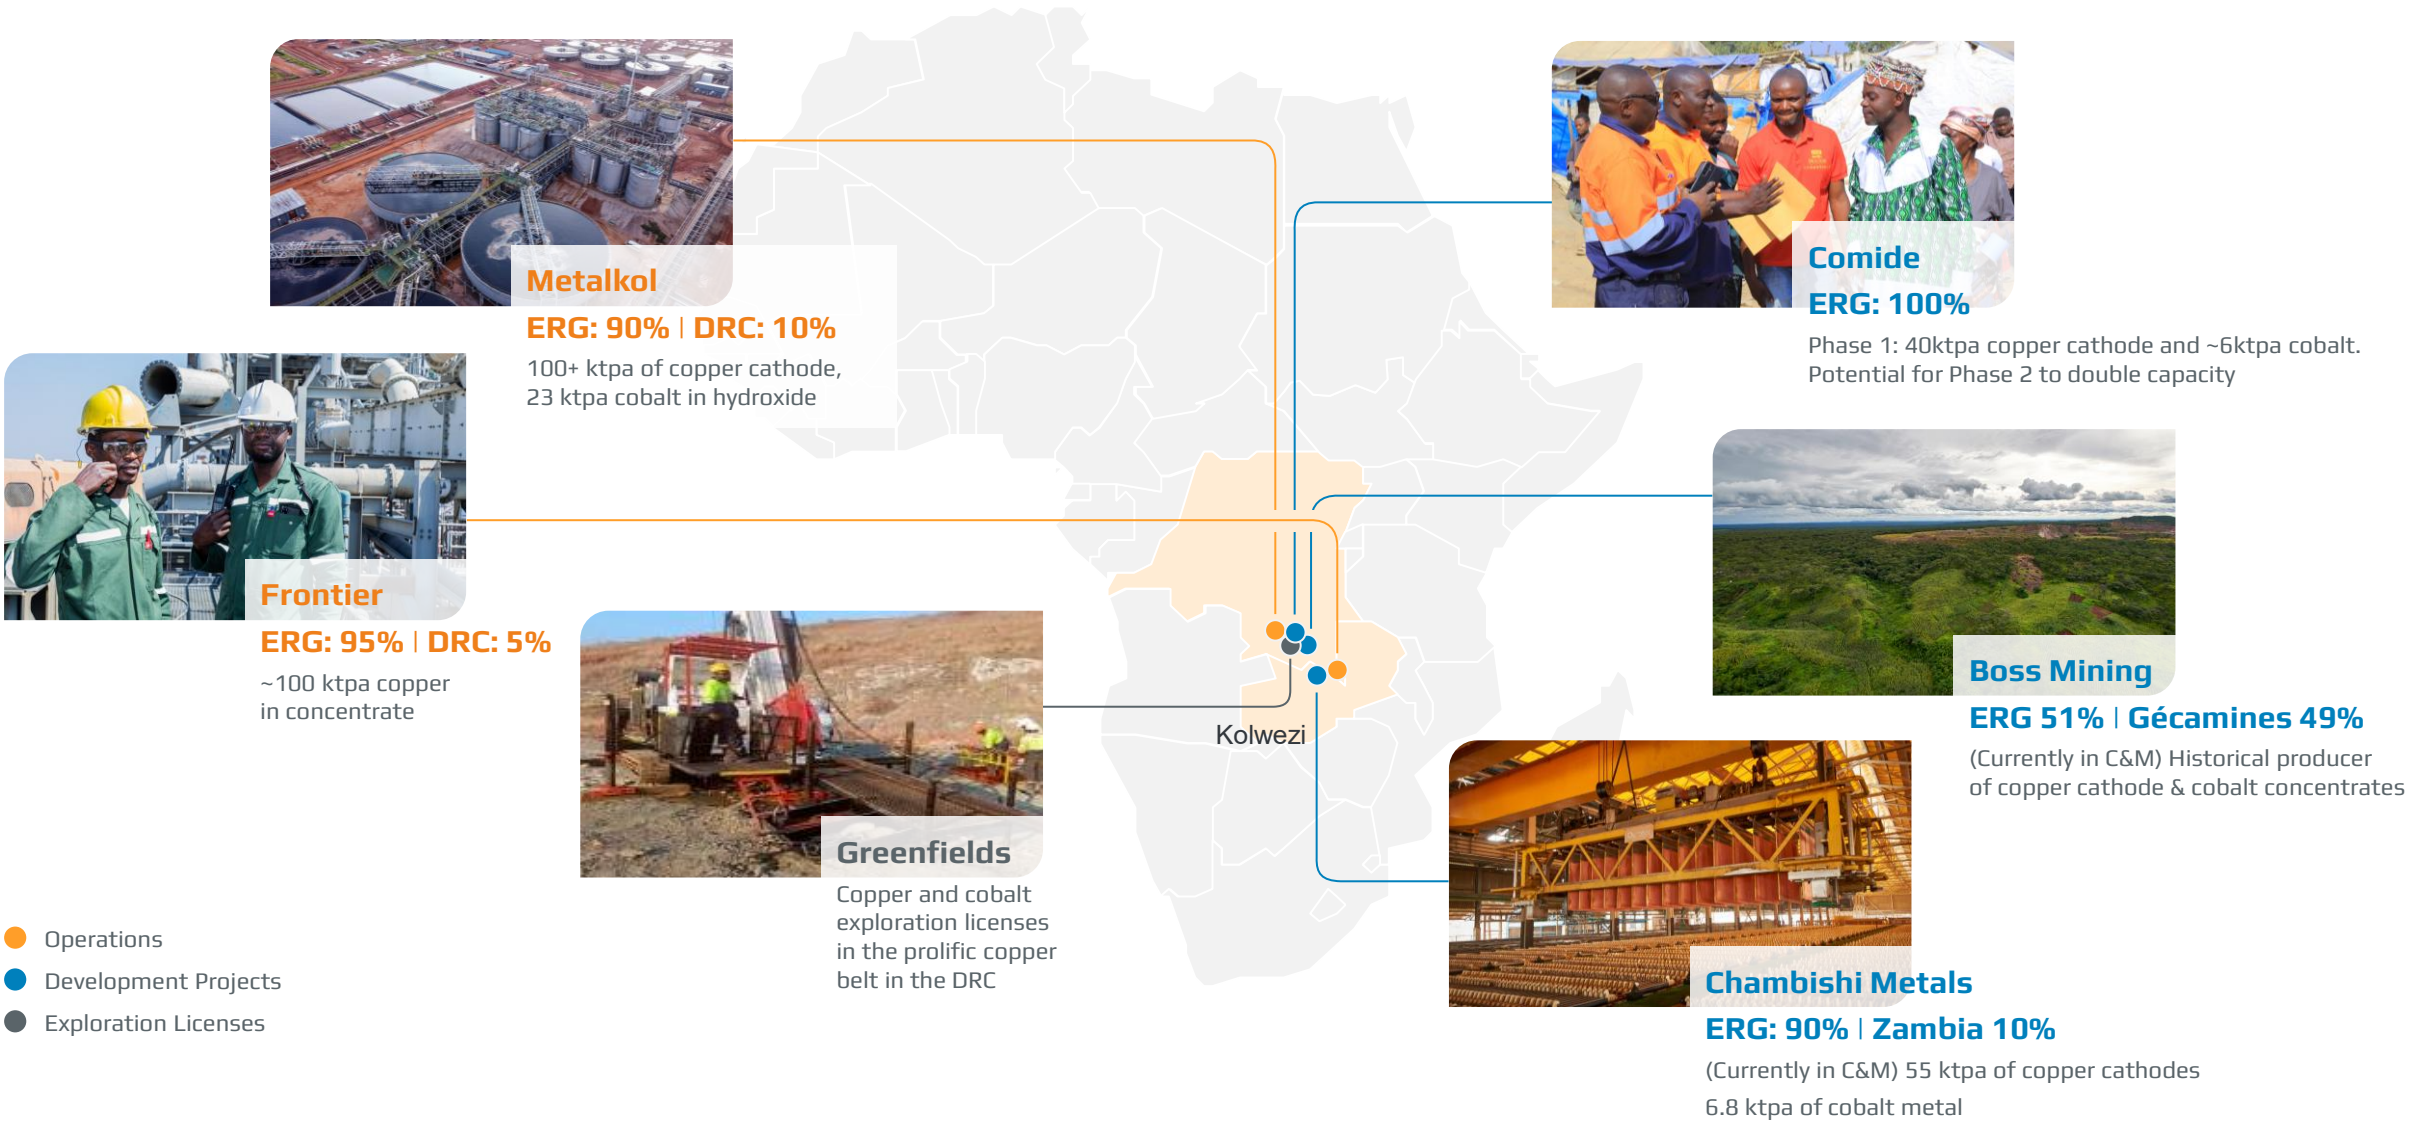 Metalkol
ERG: 90% | DRC: 10%
100+ ktpa of copper cathode,
23 ktpa cobalt in hydroxide
Frontier
ERG: 95% | DRC: 5%
~100 ktpa copper
in concentrate
Greenfields
Copper and cobalt
exploration licenses
in the prolific copper
belt in the DRC
Kolwezi
Comide
ERG: 100%
Phase 1: 40ktpa copper cathode and ~6ktpa cobalt.
Potential for Phase 2 to double capacity
Boss Mining
ERG 51% | Gécamines 49%
(Currently in C&M) Historical producer
of copper cathode & cobalt concentrates
Chambishi Metals
ERG: 90% | Zambia 10%
(Currently in C&M) 55 ktpa of copper cathodes
6.8 ktpa of cobalt metal
Operations
Development Projects
Exploration Licenses